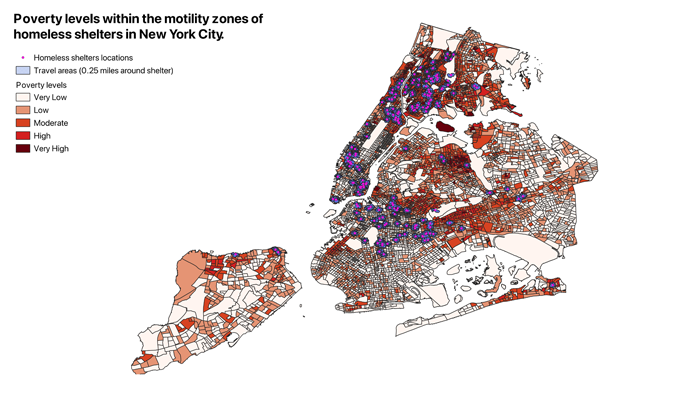 Poverty levels within the motility zones of
homeless shelters in New York City.
Homeless shelters locations
Travel areas (0.25 miles around shelter)
Poverty levels
Very Low
Low
Moderate
High
Very High